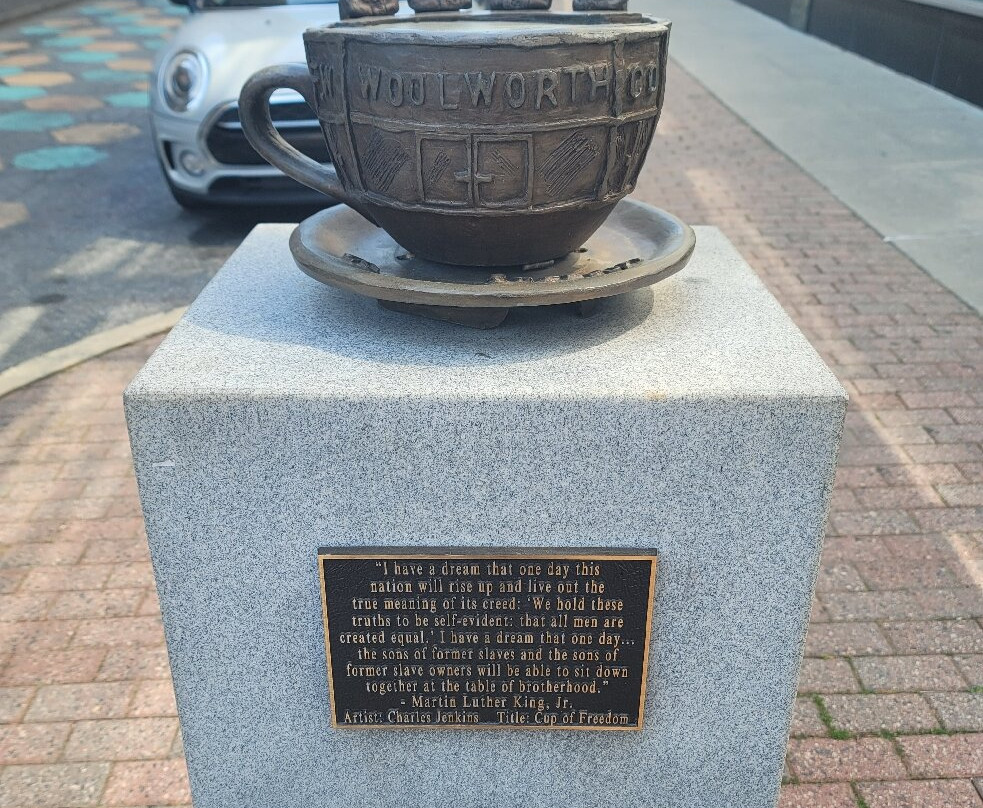 WOOLWORTH CO
“I have a dream that one day this
nation will rise up and live out the
true meaning of its creed: ‘We hold these
truths to be self-evident: that all men are
created equal.’ I have a dream that one day...
the sons of former slaves and the sons of
former slave owners will be able to sit down
together at the table of brotherhood.”
- Martin Luther King, Jr.
Artist: Charles Jenkins Title: Cup of Freedom